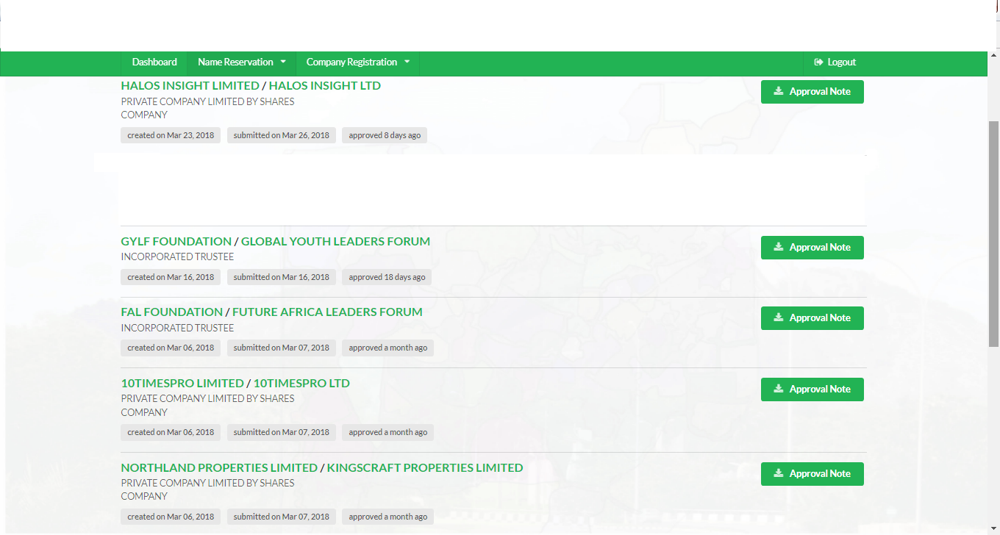 Dashboard Name Reservation Company Registration Logout
HALOS INSIGHT LIMITED / HALOS INSIGHT LTD Approval Note
PRIVATE COMPANY LIMITED BY SHARES
COMPANY
created on Mar 23, 2018 submitted on Mar 26, 2018 approved 8 days ago
GYLF FOUNDATION / GLOBAL YOUTH LEADERS FORUM Approval Note
INCORPORATED TRUSTEE
created on Mar 16, 2018 submitted on Mar 16, 2018 approved 18 days ago
FAL FOUNDATION / FUTURE AFRICA LEADERS FORUM Approval Note
INCORPORATED TRUSTEE
created on Mar 06, 2018 submitted on Mar 07, 2018 approved a month ago
10TIMESPRO LIMITED / 10TIMESPRO LTD Approval Note
PRIVATE COMPANY LIMITED BY SHARES
COMPANY
created on Mar 06, 2018 submitted on Mar 07, 2018 approved a month ago
NORTHLAND PROPERTIES LIMITED / KINGSCRAFT PROPERTIES LIMITED Approval Note
PRIVATE COMPANY LIMITED BY SHARES
COMPANY
created on Mar 06, 2018 submitted on Mar 07, 2018 approved a month ago